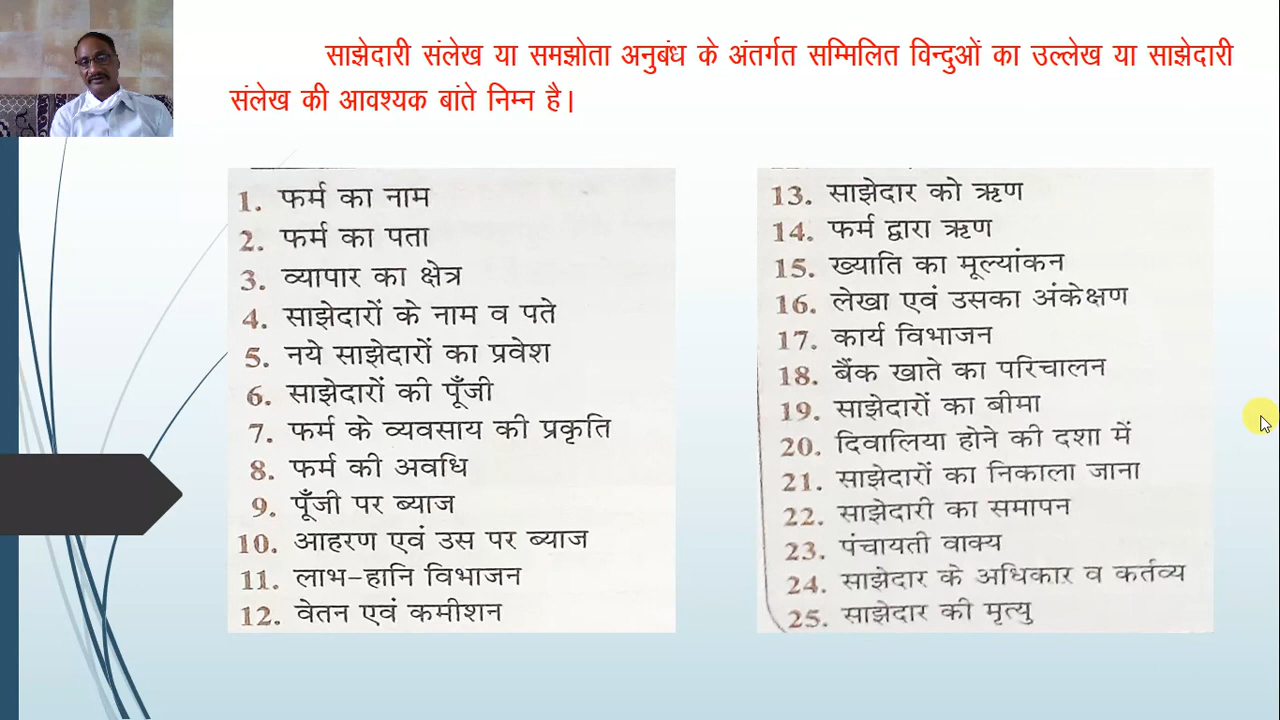 साझेदारी संलेख या समझोता अनुबंध के अंतर्गत सम्मिलित विन्दुओं का उल्लेख या साझेदारी
संलेख की आवश्यक बांते निम्न है।
1. फर्म का नाम
2. फर्म का पता
3. व्यापार का क्षेत्र
4. साझेदारों के नाम व पते
5. नये साझेदारों का प्रवेश
6. साझेदारों की पूँजी
7. फर्म के व्यवसाय की प्रकृति
8. फर्म की अवधि
9. पूँजी पर ब्याज
10. आहरण एवं उस पर ब्याज
11. लाभ-हानि विभाजन
12. वेतन एवं कमीशन
13. साझेदार को ऋण
14. फर्म द्वारा ऋण
15. ख्याति का मूल्यांकन
16. लेखा एवं उसका अंकेक्षण
17. कार्य विभाजन
18. बैंक खाते का परिचालन
19. साझेदारों का बीमा
20. दिवालिया होने की दशा में
21. साझेदारों का निकाला जाना
22. साझेदारी का समापन
23. पंचायती वाक्य
24. साझेदार के अधिकार व कर्तव्य
25. साझेदार की मृत्यु